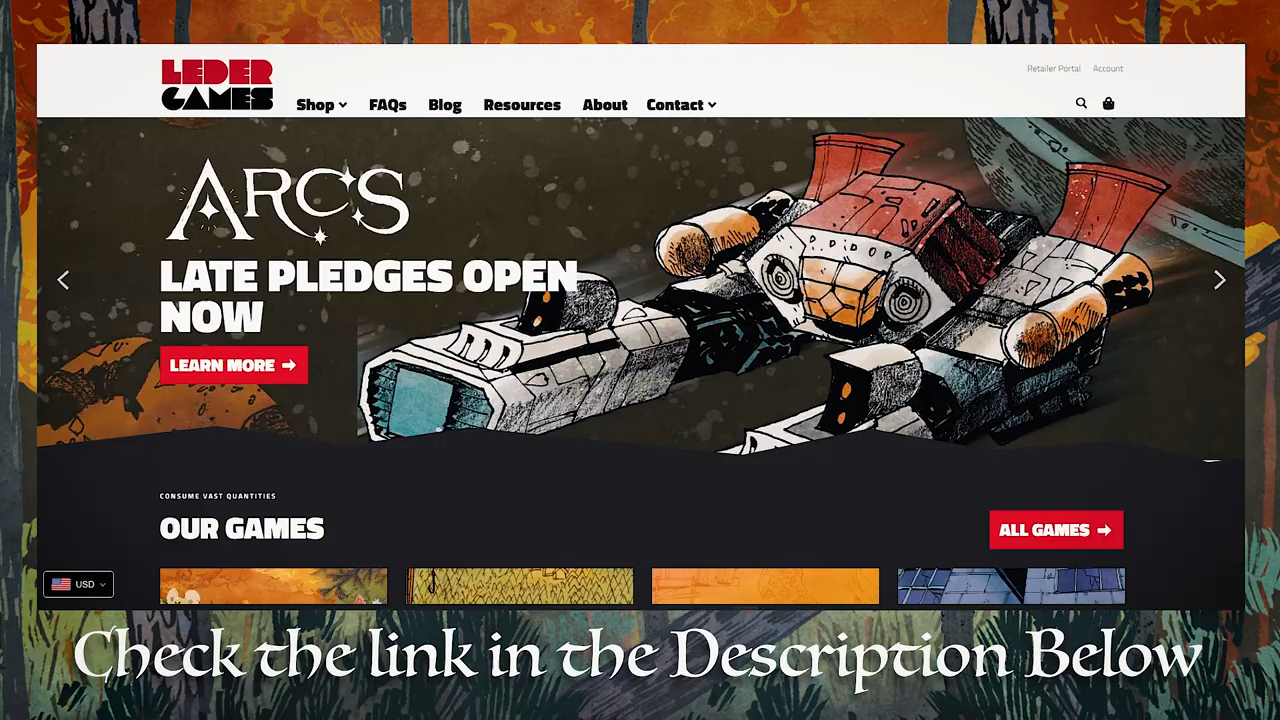 LEDER
GAMES
Retailer Portal Account
Shop FAQs Blog Resources About Contact
ARCS
LATE PLEDGES OPEN
NOW
LEARN MORE →
CONSUME VAST QUANTITIES
OUR GAMES
ALL GAMES →
USD
Check the link in the Description Below